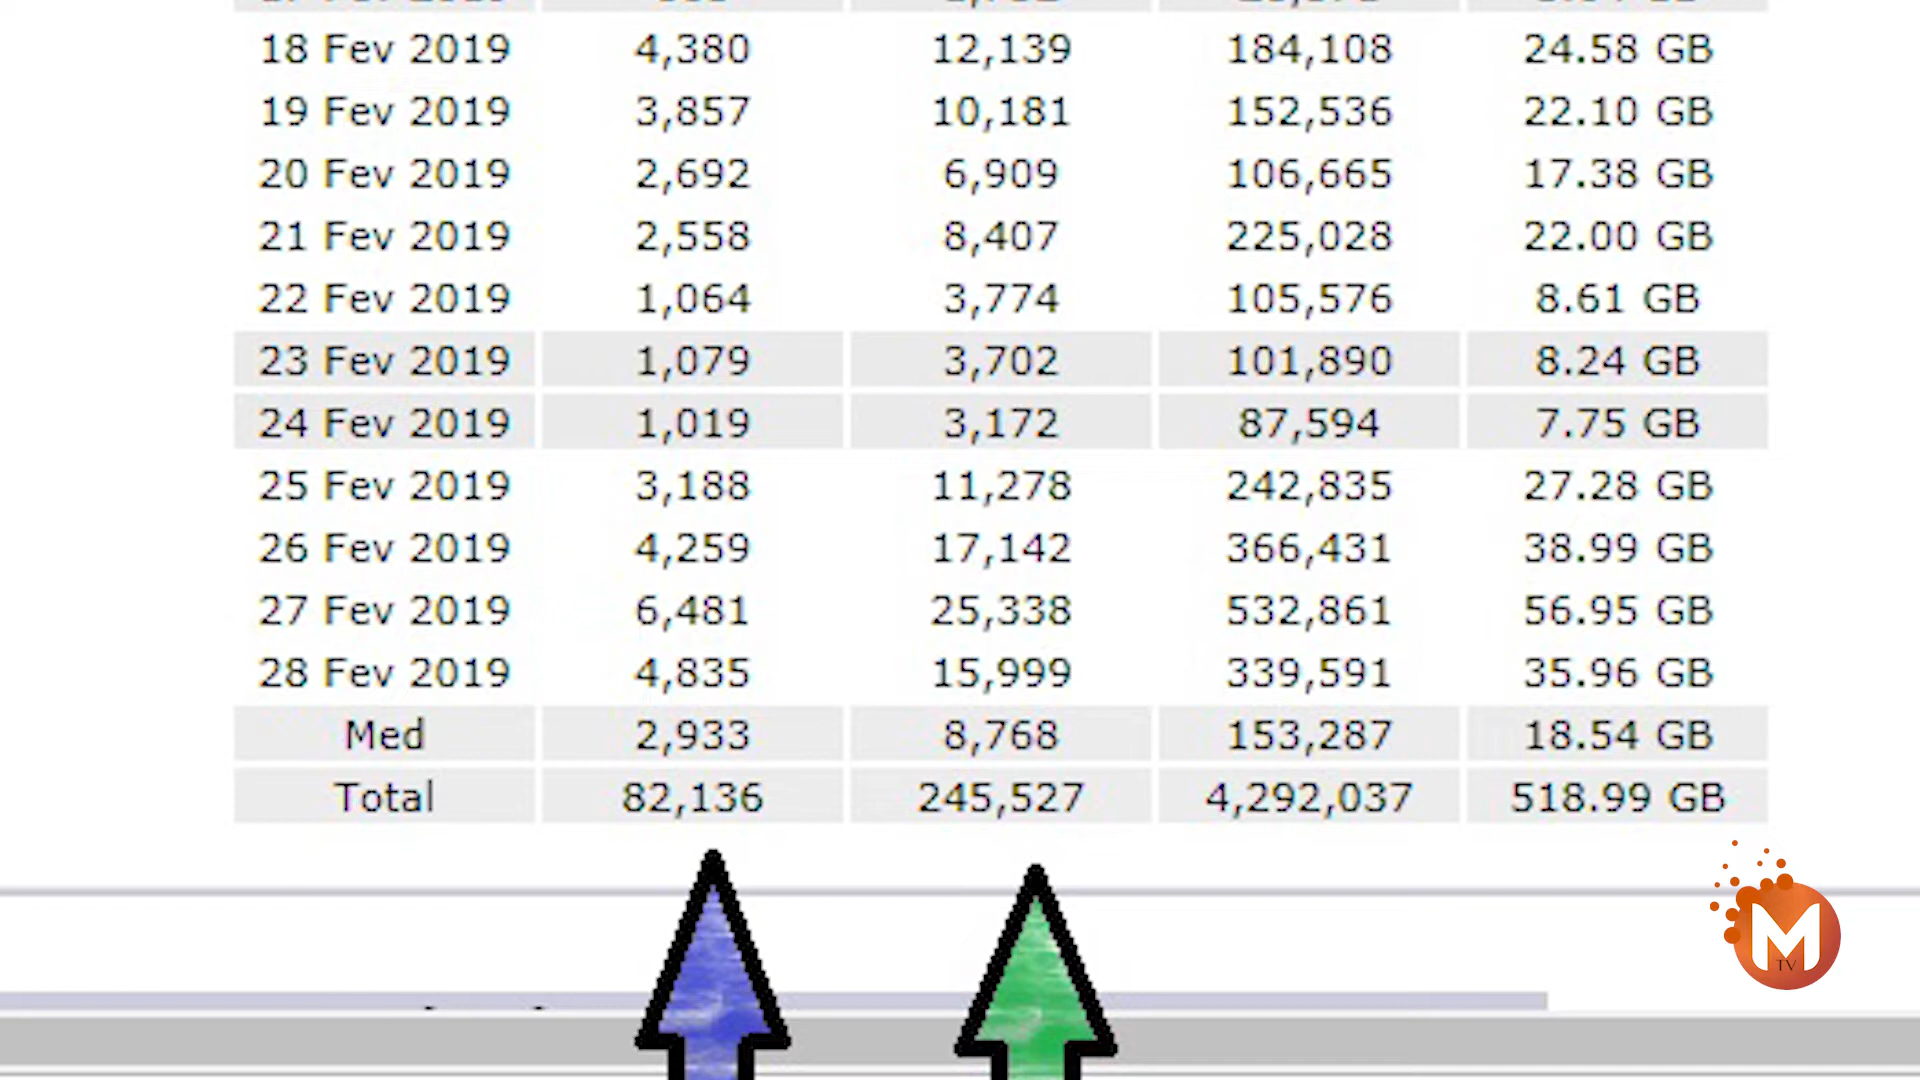 18 Fev 2019 4,380 12,139 184,108 24.58 GB
19 Fev 2019 3,857 10,181 152,536 22.10 GB
20 Fev 2019 2,692 6,909 106,665 17.38 GB
21 Fev 2019 2,558 8,407 225,028 22.00 GB
22 Fev 2019 1,064 3,774 105,576 8.61 GB
23 Fev 2019 1,079 3,702 101,890 8.24 GB
24 Fev 2019 1,019 3,172 87,594 7.75 GB
25 Fev 2019 3,188 11,278 242,835 27.28 GB
26 Fev 2019 4,259 17,142 366,431 38.99 GB
27 Fev 2019 6,481 25,338 532,861 56.95 GB
28 Fev 2019 4,835 15,999 339,591 35.96 GB
Med 2,933 8,768 153,287 18.54 GB
Total 82,136 245,527 4,292,037 518.99 GB
M
TV